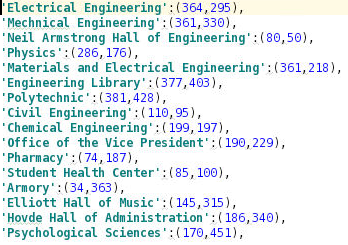 'Electrical Engineering':(364,295),
'Mechnical Engineering':(361,330),
'Neil Armstrong Hall of Engineering':(80,50),
'Physics':(286,176),
'Materials and Electrical Engineering':(361,218),
'Engineering Library':(377,403),
'Polytechnic':(381,428),
'Civil Engineering':(110,95),
'Chemical Engineering':(199,197),
'Office of the Vice President':(190,229),
'Pharmacy':(74,187),
'Student Health Center':(85,100),
'Armory':(34,363),
'Elliott Hall of Music':(145,315),
'Hovde Hall of Administration':(186,340),
'Psychological Sciences':(170,451),